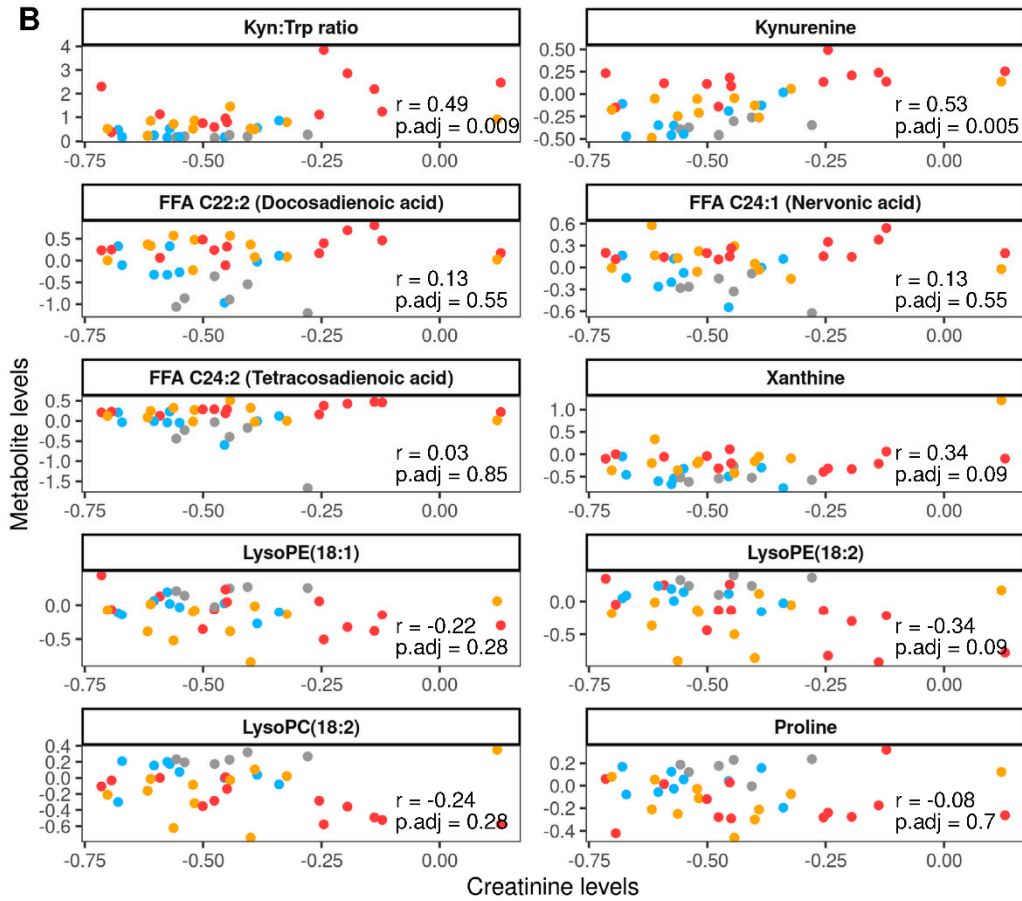 B
Kyn:Trp ratio
Kynurenine
4
3
2
1
0
r = 0.49
p.adj = 0.009
-0.75
-0.50
-0.25
0.00
0.50
0.25
0.00
-0.25
-0.50
r = 0.53
p.adj = 0.005
-0.75
-0.50
-0.25
0.00
FFA C22:2 (Docosadienoic acid)
FFA C24:1 (Nervonic acid)
0.5
0.0
-0.5
-1.0
r = 0.13
p.adj = 0.55
-0.75
-0.50
-0.25
0.00
0.6
0.3
0.0
-0.3
-0.6
r = 0.13
p.adj = 0.55
-0.75
-0.50
-0.25
0.00
Metabolite levels
FFA C24:2 (Tetracosadienoic acid)
Xanthine
0.5
0.0
-0.5
-1.0
-1.5
r = 0.03
p.adj = 0.85
-0.75
-0.50
-0.25
0.00
1.0
0.5
0.0
-0.5
r = 0.34
p.adj = 0.09
-0.75
-0.50
-0.25
0.00
LysoPE(18:1)
LysoPE(18:2)
0.0
-0.5
r = -0.22
p.adj = 0.28
-0.75
-0.50
-0.25
0.00
0.0
-0.5
r = -0.34
p.adj = 0.09
-0.75
-0.50
-0.25
0.00
LysoPC(18:2)
Proline
0.4
0.2
0.0
-0.2
-0.4
-0.6
r = -0.24
p.adj = 0.28
-0.75
-0.50
-0.25
0.00
0.2
0.0
-0.2
-0.4
r = -0.08
p.adj = 0.7
-0.75
-0.50
-0.25
0.00
Creatinine levels